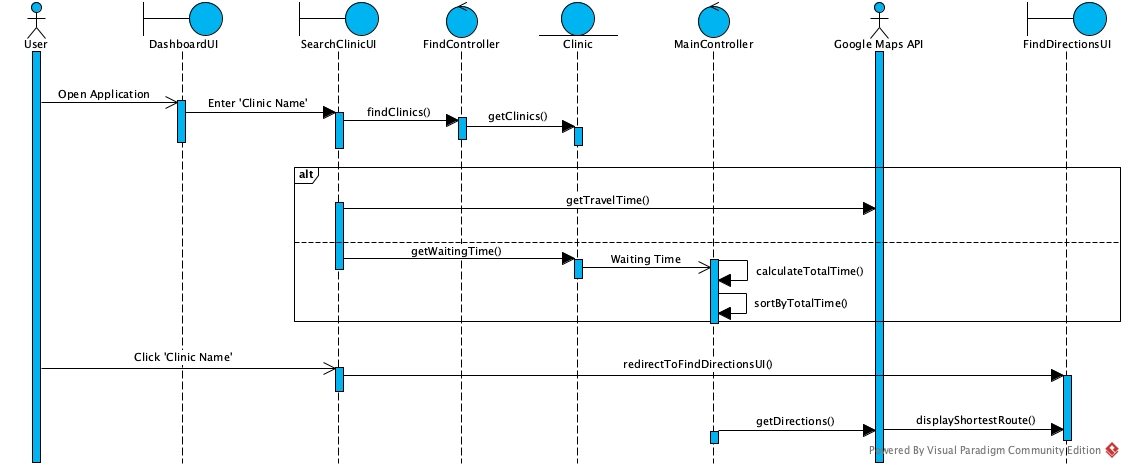 User
DashboardUI
SearchClinicUI
FindController
Clinic
MainController
Google Maps API
FindDirectionsUI
Open Application
Enter 'Clinic Name'
findClinics()
getClinics()
alt
getTravelTime()
getWaitingTime()
Waiting Time
calculateTotalTime()
sortByTotalTime()
Click 'Clinic Name'
redirectToFindDirectionsUI()
getDirections()
displayShortestRoute()
Powered By Visual Paradigm Community Edition